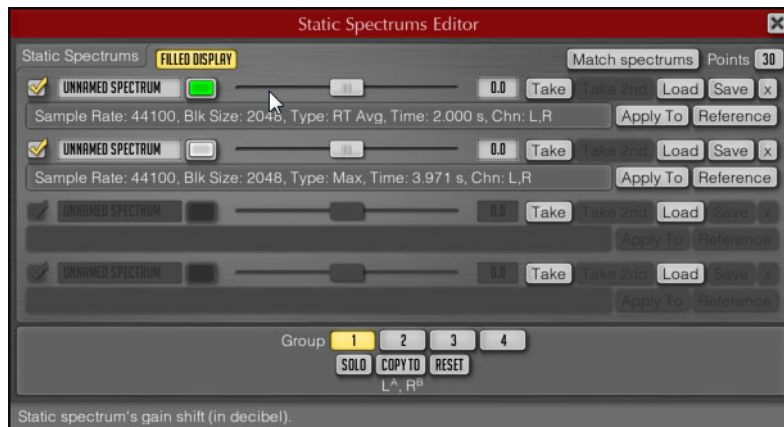 Static Spectrums Editor
Static Spectrums FILLED DISPLAY Match spectrums Points 30
UNNAMED SPECTRUM 0.0 Take Take 2nd Load Save x
Sample Rate: 44100, Blk Size: 2048, Type: RT Avg, Time: 2.000 s, Chn: L,R Apply To Reference
UNNAMED SPECTRUM 0.0 Take Take 2nd Load Save x
Sample Rate: 44100, Blk Size: 2048, Type: Max, Time: 3.971 s, Chn: L,R Apply To Reference
UNNAMED SPECTRUM 0.0 Take Take 2nd Load Save x
Apply To Reference
UNNAMED SPECTRUM 0.0 Take Take 2nd Load Save x
Apply To Reference
Group 1 2 3 4
SOLO COPY TO RESET
Lᴬ, Rᴮ
Static spectrum's gain shift (in decibel).